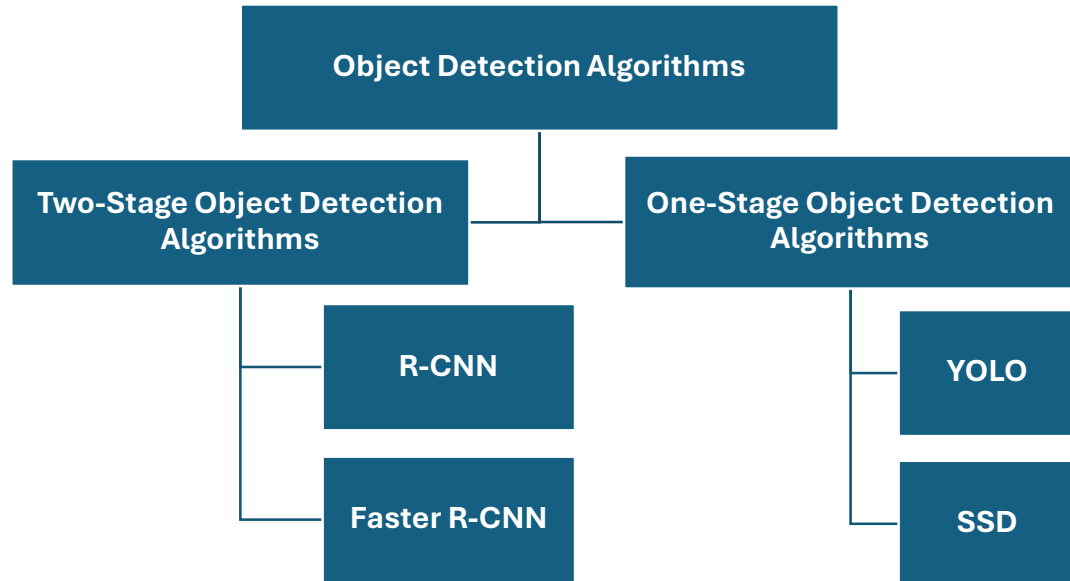 Object Detection Algorithms
Two-Stage Object Detection
Algorithms
One-Stage Object Detection
Algorithms
R-CNN
Faster R-CNN
YOLO
SSD